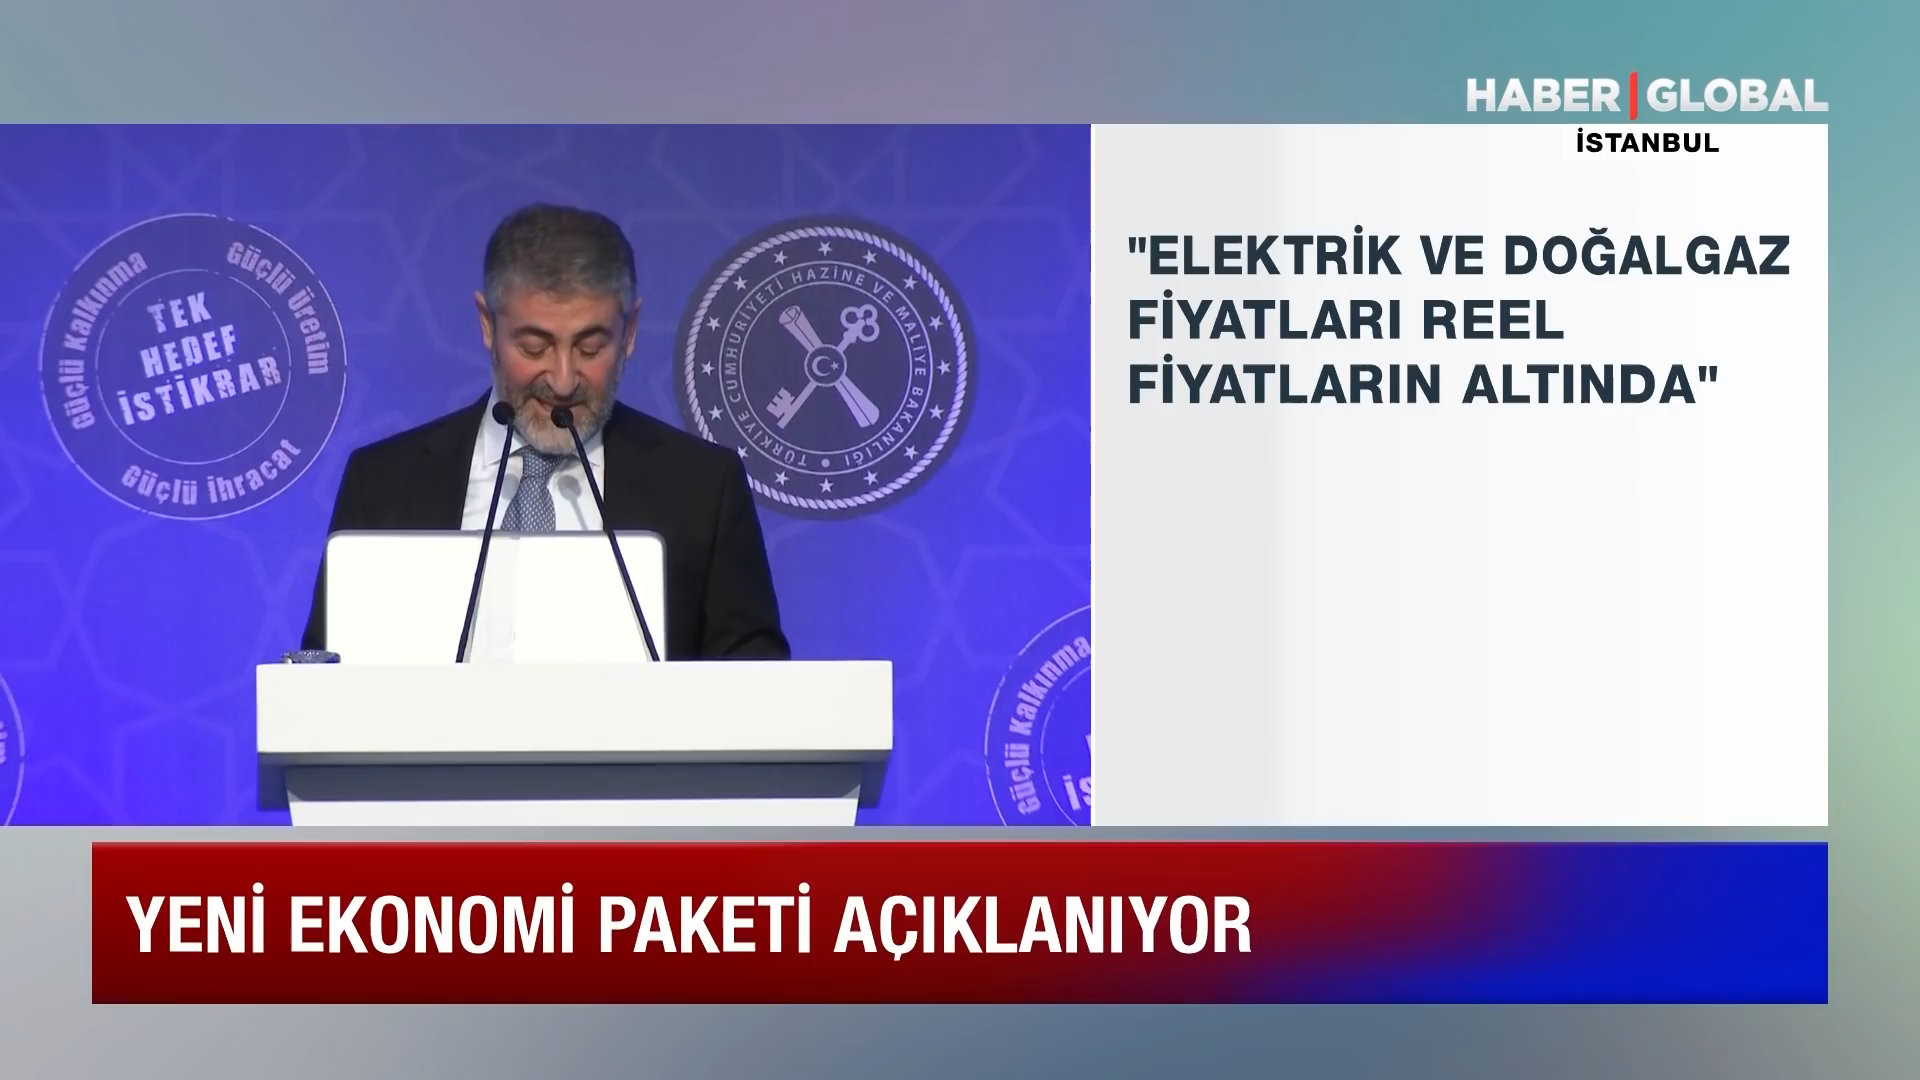 HABER GLOBAL
İSTANBUL
"ELEKTRİK VE DOĞALGAZ
FİYATLARI REEL
FİYATLARIN ALTINDA"
Güçlü Kalkınma
Güçlü Üretim
Güçlü İhracat
TEK
HEDEF
İSTİKRAR
TÜRKİYE CUMHURİYETİ HAZİNE VE MALİYE BAKANLIĞI
Güçlü Kalkınma
YENİ EKONOMİ PAKETİ AÇIKLANIYOR